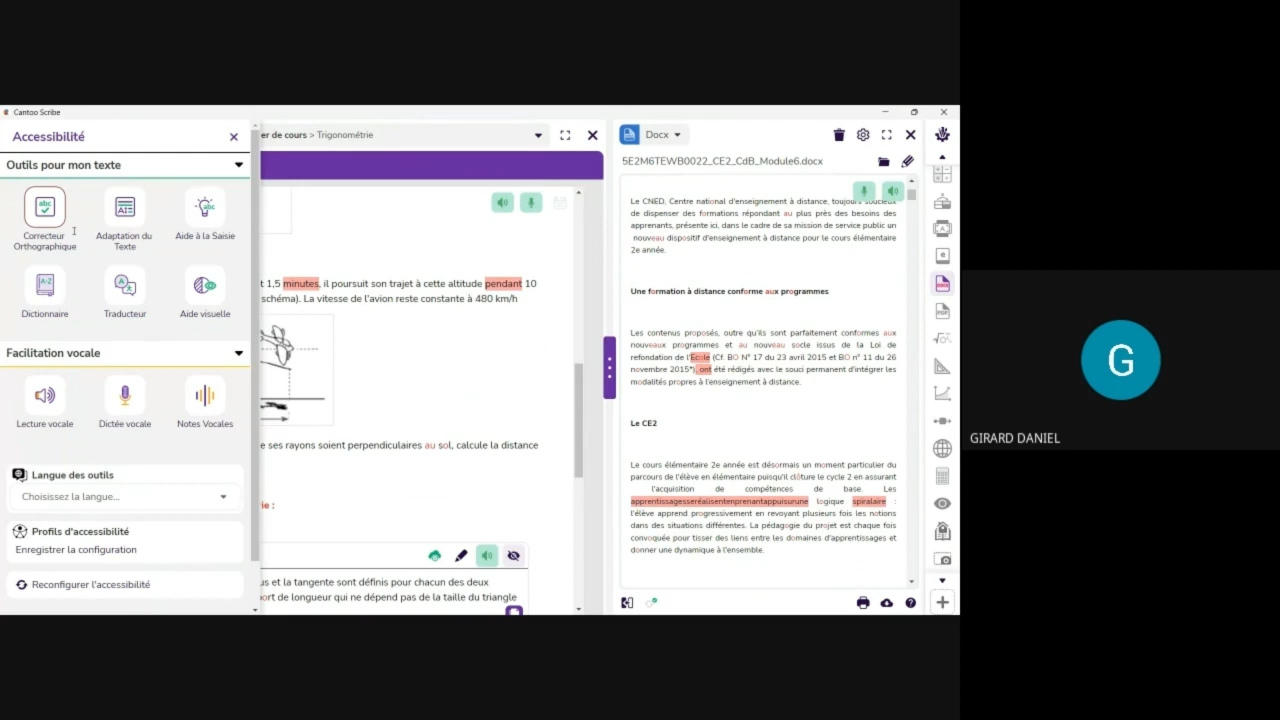 Cantoo Scribe
Accessibilité
Outils pour mon texte
abc
Correcteur
Orthographique
Adaptation du
Texte
Aide à la Saisie
A-Z
Dictionnaire
Traducteur
Aide visuelle
Facilitation vocale
Lecture vocale
Dictée vocale
Notes Vocales
Langue des outils
Choisissez la langue...
Profils d'accessibilité
Enregistrer la configuration
Reconfigurer l'accessibilité
er de cours > Trigonométrie
t 1,5 minutes, il poursuit son trajet à cette altitude pendant 10
schéma). La vitesse de l'avion reste constante à 480 km/h
e ses rayons soient perpendiculaires au sol, calcule la distance
ie :
us et la tangente sont définis pour chacun des deux
ort de longueur qui ne dépend pas de la taille du triangle
Docx
5E2M6TEWB0022_CE2_CdB_Module6.docx
Le CNED, Centre national d'enseignement à distance, toujours soucieux
de dispenser des formations répondant au plus près des besoins des
apprenants, présente ici, dans le cadre de sa mission de service public un
nouveau dispositif d'enseignement à distance pour le cours élémentaire
2e année.
Une formation à distance conforme aux programmes
Les contenus proposés, outre qu'ils sont parfaitement conformes aux
nouveaux programmes et au nouveau socle issus de la Loi de
refondation de l'Ecole (Cf. BO N° 17 du 23 avril 2015 et BO n° 11 du 26
novembre 2015*), ont été rédigés avec le souci permanent d'intégrer les
modalités propres à l'enseignement à distance.
Le CE2
Le cours élémentaire 2e année est désormais un moment particulier du
parcours de l'élève en élémentaire puisqu'il clôture le cycle 2 en assurant
l'acquisition de compétences de base. Les
apprentissagesseréalisentenprenantappuisurune logique spiralaire :
l'élève apprend progressivement en revoyant plusieurs fois les notions
dans des situations différentes. La pédagogie du projet est chaque fois
convoquée pour tisser des liens entre les domaines d'apprentissages et
donner une dynamique à l'ensemble.
G
GIRARD DANIEL